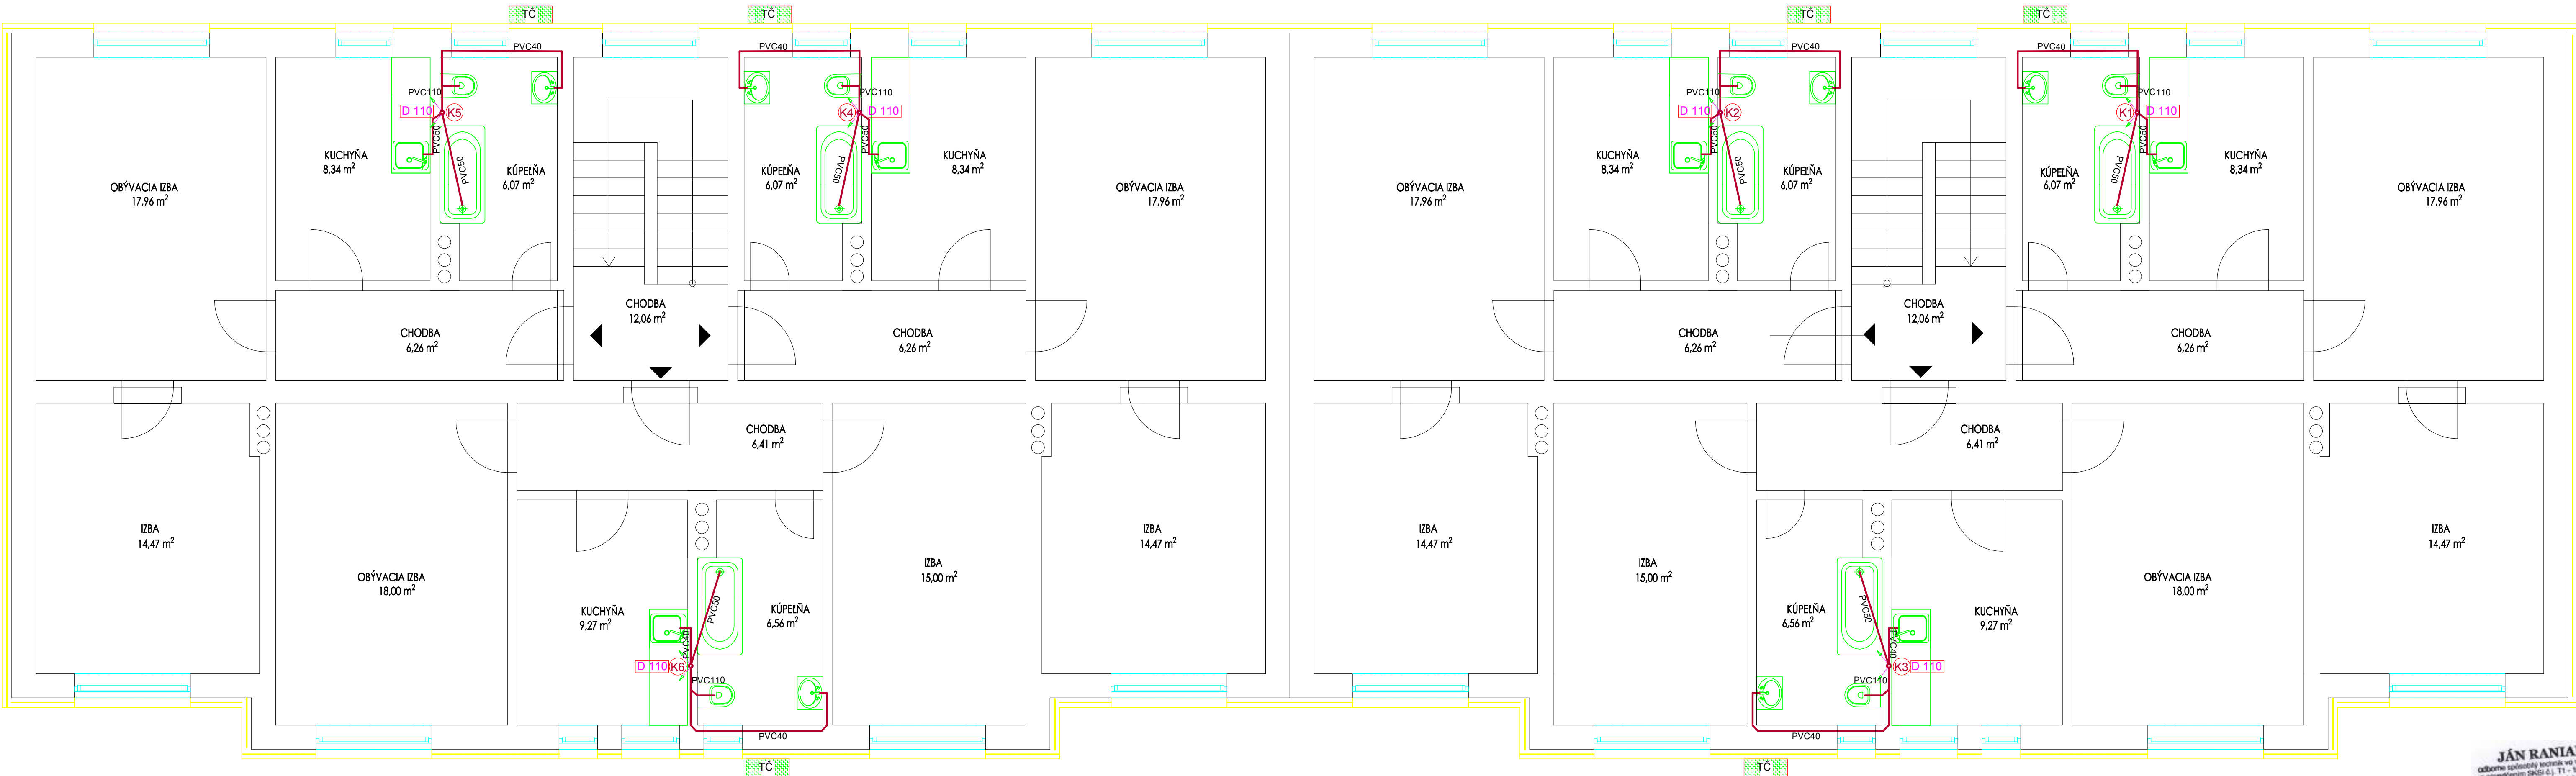 TČ TČ TČ TČ
PVC40 PVC40 PVC40 PVC40
PVC110 PVC110 PVC110 PVC110
D 110 K5 K4 D 110 D 110 K2 K1 D 110
PVC50 PVC50 PVC50 PVC50
PVC50 PVC50 PVC50 PVC50
KUCHYŇA
8,34 m²
KÚPEĽŇA
6,07 m²
KÚPEĽŇA
6,07 m²
KUCHYŇA
8,34 m²
KUCHYŇA
8,34 m²
KÚPEĽŇA
6,07 m²
KÚPEĽŇA
6,07 m²
KUCHYŇA
8,34 m²
OBÝVACIA IZBA
17,96 m²
OBÝVACIA IZBA
17,96 m²
OBÝVACIA IZBA
17,96 m²
OBÝVACIA IZBA
17,96 m²
CHODBA
12,06 m²
CHODBA
12,06 m²
CHODBA
6,26 m²
CHODBA
6,26 m²
CHODBA
6,26 m²
CHODBA
6,26 m²
CHODBA
6,41 m²
CHODBA
6,41 m²
IZBA
14,47 m²
IZBA
14,47 m²
IZBA
14,47 m²
IZBA
14,47 m²
OBÝVACIA IZBA
18,00 m²
IZBA
15,00 m²
IZBA
15,00 m²
OBÝVACIA IZBA
18,00 m²
KUCHYŇA
9,27 m²
KÚPEĽŇA
6,56 m²
KÚPEĽŇA
6,56 m²
KUCHYŇA
9,27 m²
PVC50 PVC50
PVC40 PVC40
D 110 K6 K3 D 110
PVC110 PVC110
PVC40 PVC40
TČ TČ
JÁN RANIA
odborne spôsobilý technik vo